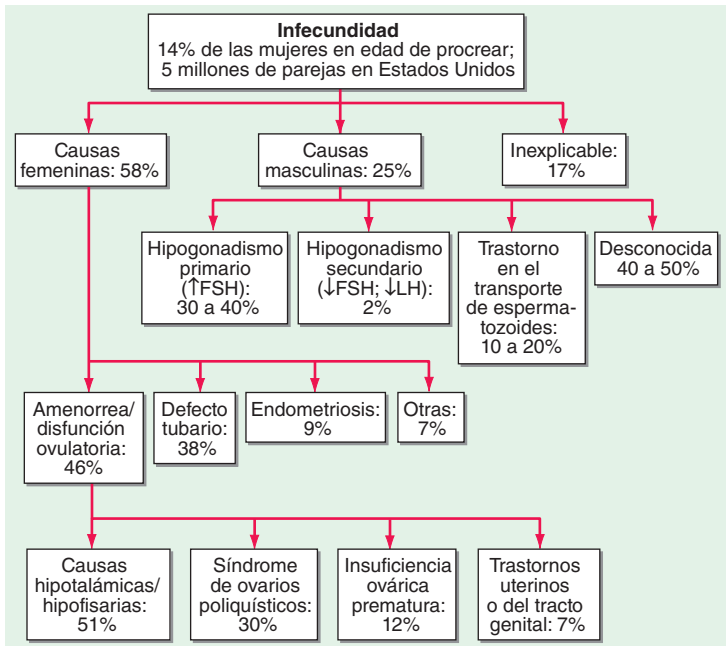 Infecundidad
14% de las mujeres en edad de procrear;
5 millones de parejas en Estados Unidos
Causas
femeninas: 58%
Causas
masculinas: 25%
Inexplicable:
17%
Hipogonadismo
primario
(↑FSH):
30 a 40%
Hipogonadismo
secundario
(↓FSH; ↓LH):
2%
Trastorno
en el
transporte
de esperma-
tozoides:
10 a 20%
Desconocida
40 a 50%
Amenorrea/
disfunción
ovulatoria:
46%
Defecto
tubario:
38%
Endometriosis:
9%
Otras:
7%
Causas
hipotalámicas/
hipofisarias:
51%
Síndrome
de ovarios
poliquísticos:
30%
Insuficiencia
ovárica
prematura:
12%
Trastornos
uterinos
o del tracto
genital: 7%